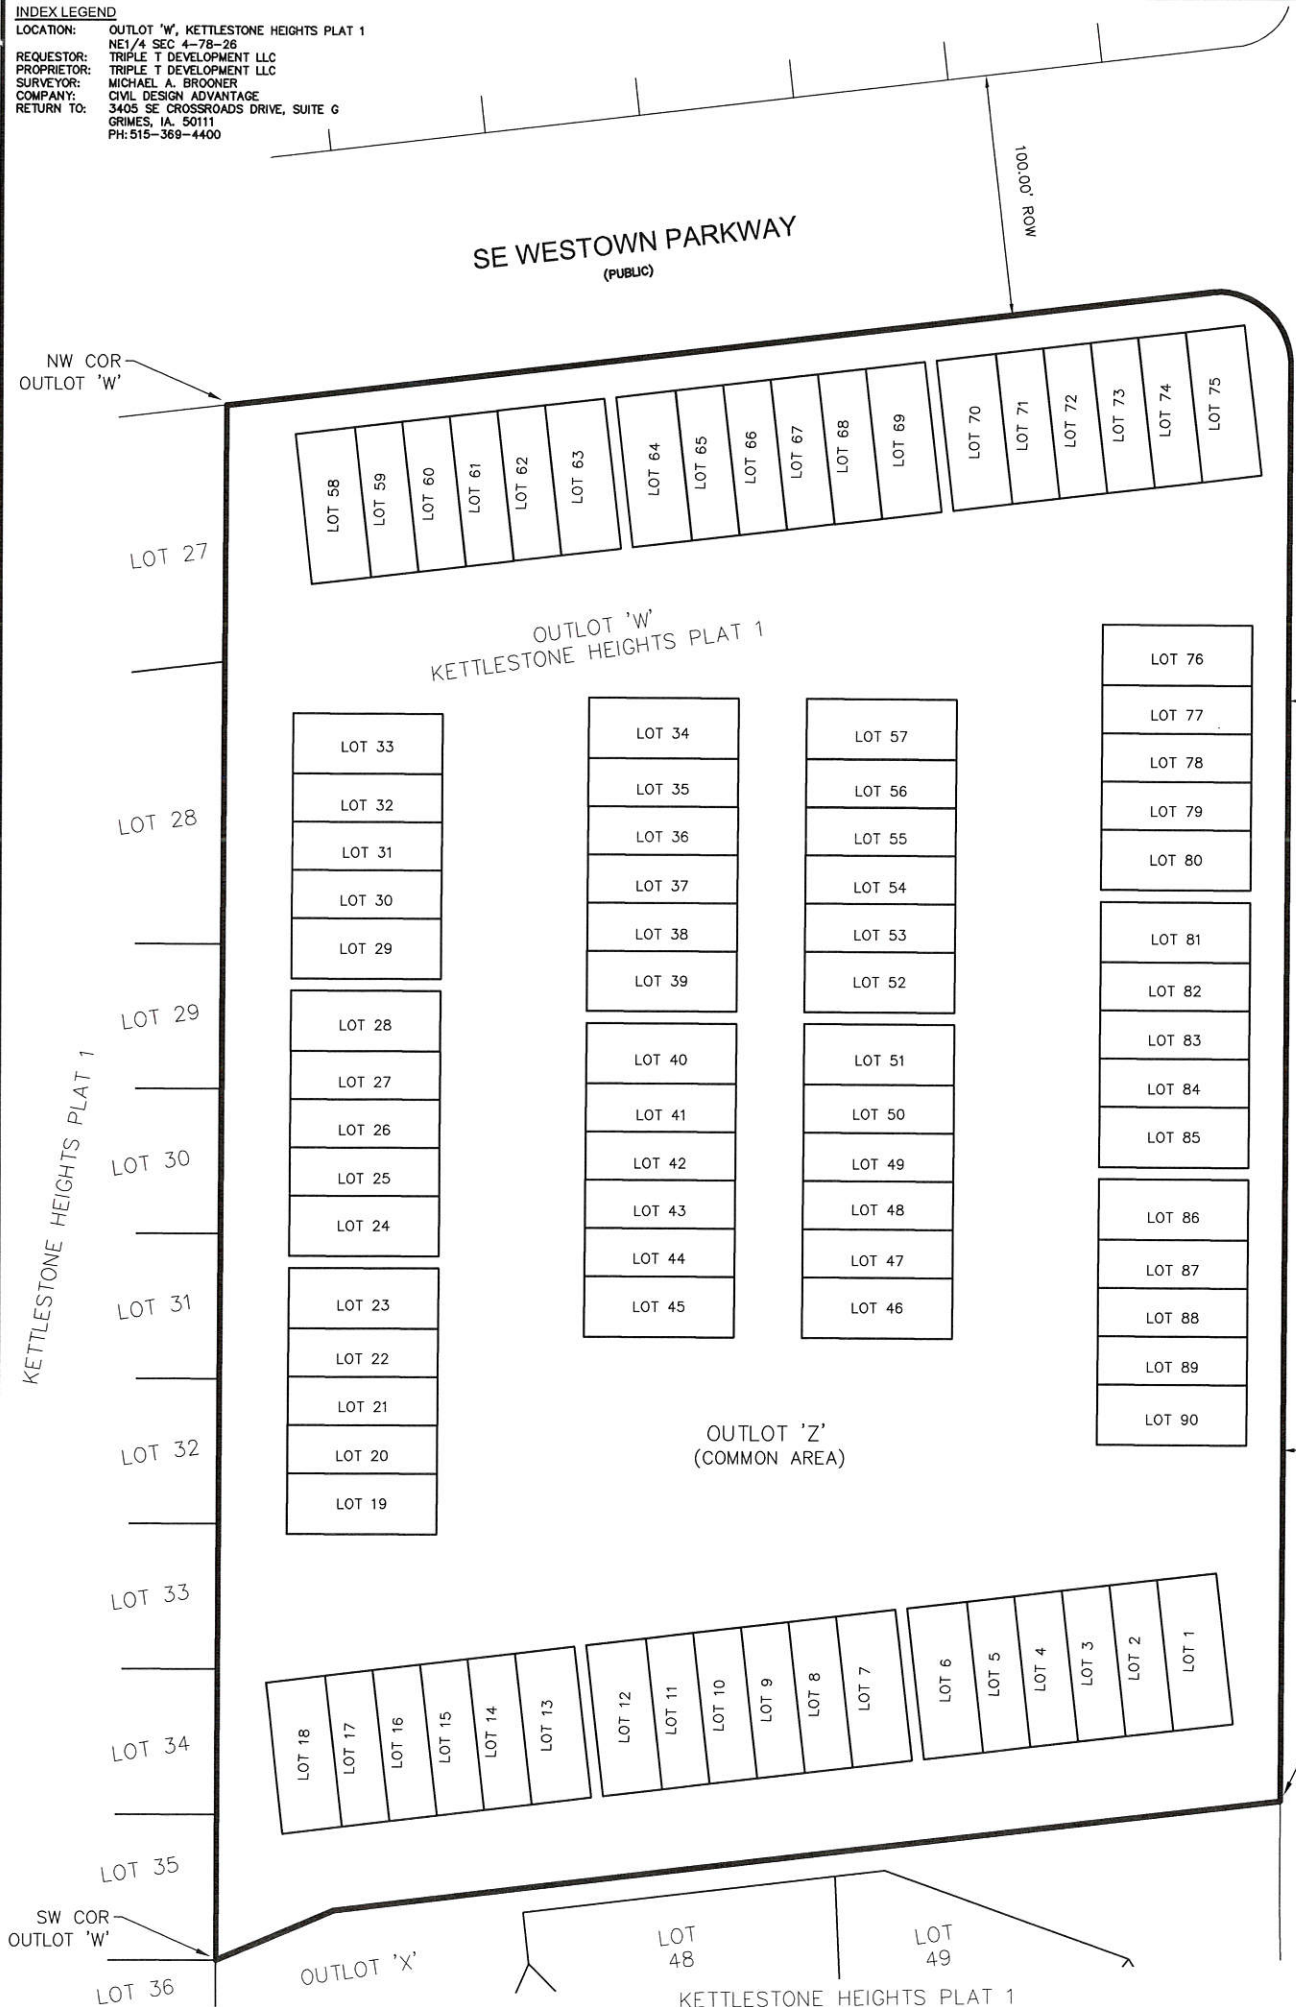 INDEX LEGEND
LOCATION: OUTLOT 'W', KETTLESTONE HEIGHTS PLAT 1
NE1/4 SEC 4-78-26
REQUESTOR: TRIPLE T DEVELOPMENT LLC
PROPRIETOR: TRIPLE T DEVELOPMENT LLC
SURVEYOR: MICHAEL A. BROONER
COMPANY: CIVIL DESIGN ADVANTAGE
RETURN TO: 3405 SE CROSSROADS DRIVE, SUITE G
GRIMES, IA. 50111
PH:515-369-4400
100.00' ROW
SE WESTOWN PARKWAY
(PUBLIC)
NW COR
OUTLOT 'W'
LOT 58
LOT 59
LOT 60
LOT 61
LOT 62
LOT 63
LOT 64
LOT 65
LOT 66
LOT 67
LOT 68
LOT 69
LOT 70
LOT 71
LOT 72
LOT 73
LOT 74
LOT 75
LOT 27
OUTLOT 'W'
KETTLESTONE HEIGHTS PLAT 1
LOT 28
LOT 29
LOT 30
LOT 31
LOT 32
LOT 33
LOT 34
LOT 35
LOT 36
KETTLESTONE HEIGHTS PLAT 1
LOT 33
LOT 32
LOT 31
LOT 30
LOT 29
LOT 28
LOT 27
LOT 26
LOT 25
LOT 24
LOT 23
LOT 22
LOT 21
LOT 20
LOT 19
LOT 34
LOT 35
LOT 36
LOT 37
LOT 38
LOT 39
LOT 40
LOT 41
LOT 42
LOT 43
LOT 44
LOT 45
LOT 57
LOT 56
LOT 55
LOT 54
LOT 53
LOT 52
LOT 51
LOT 50
LOT 49
LOT 48
LOT 47
LOT 46
LOT 76
LOT 77
LOT 78
LOT 79
LOT 80
LOT 81
LOT 82
LOT 83
LOT 84
LOT 85
LOT 86
LOT 87
LOT 88
LOT 89
LOT 90
OUTLOT 'Z'
(COMMON AREA)
LOT 18
LOT 17
LOT 16
LOT 15
LOT 14
LOT 13
LOT 12
LOT 11
LOT 10
LOT 9
LOT 8
LOT 7
LOT 6
LOT 5
LOT 4
LOT 3
LOT 2
LOT 1
SW COR
OUTLOT 'W'
OUTLOT 'X'
LOT
48
LOT
49
KETTLESTONE HEIGHTS PLAT 1